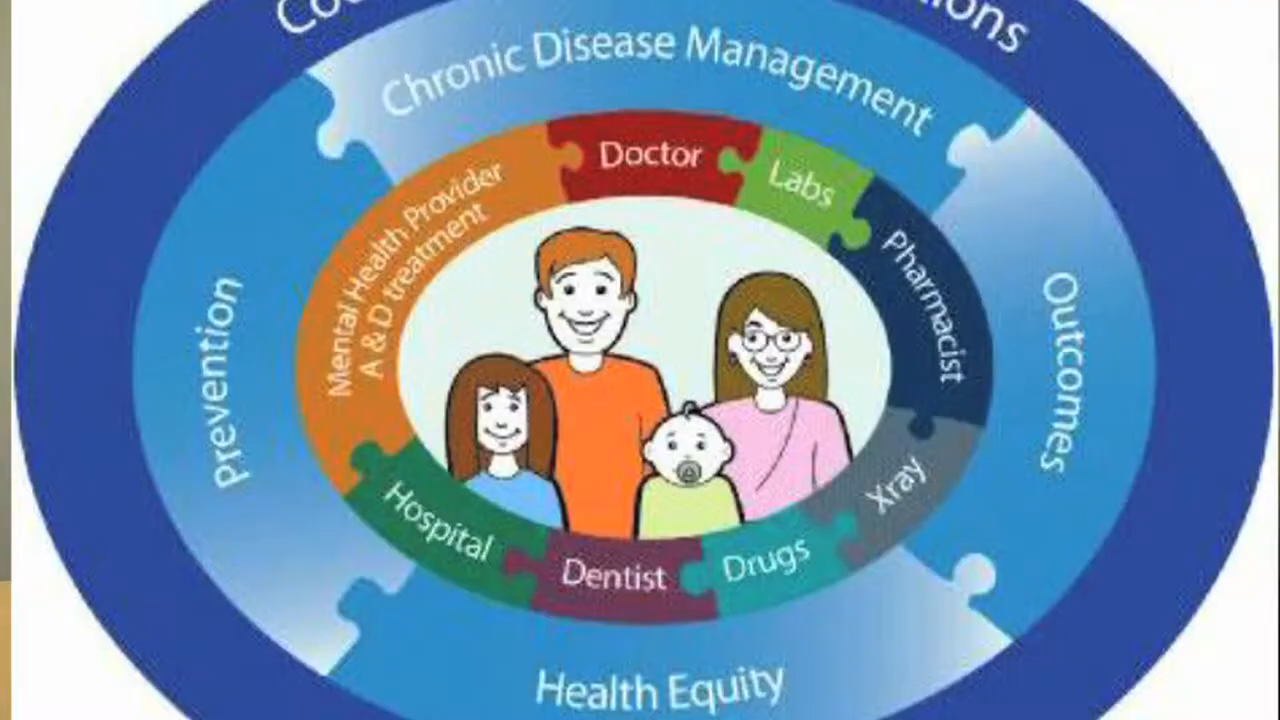 Chronic Disease Management
Doctor
Labs
Mental Health Provider
A & D treatment
Pharmacist
Prevention
Outcomes
Xray
Hospital
Drugs
Dentist
Health Equity